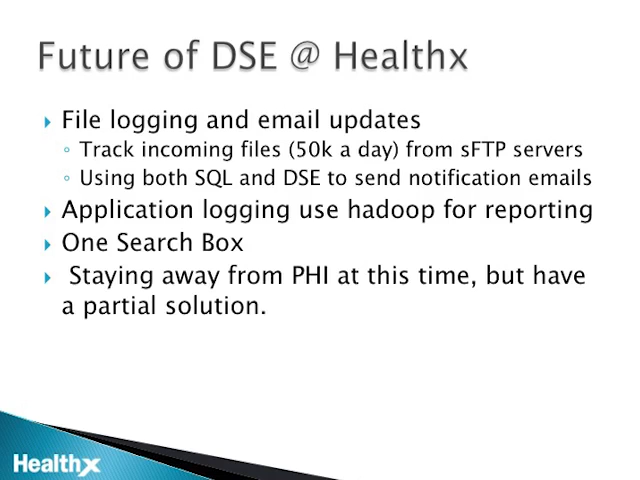 Future of DSE @ Healthx
File logging and email updates
Track incoming files (50k a day) from sFTP servers
Using both SQL and DSE to send notification emails
Application logging use hadoop for reporting
One Search Box
Staying away from PHI at this time, but have
a partial solution.
Healthx